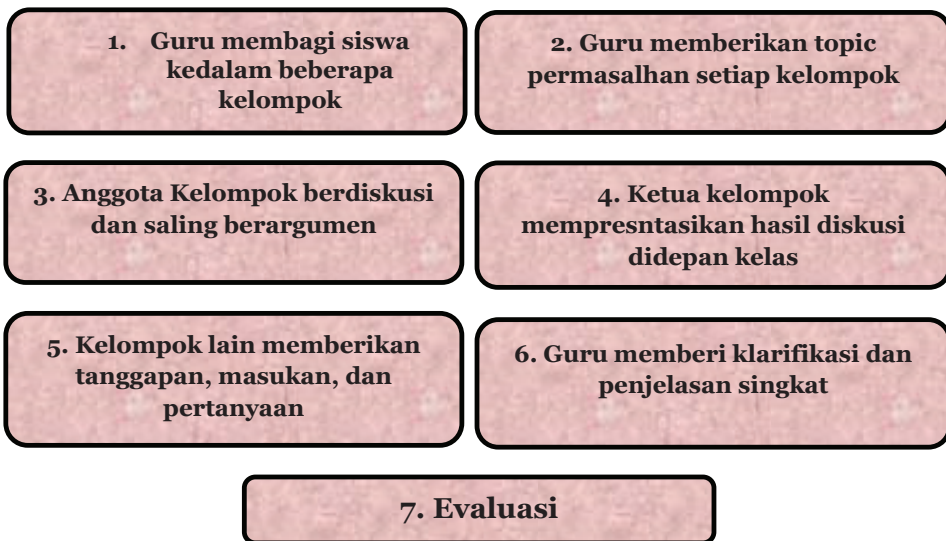 1. Guru membagi siswa
kedalam beberapa
kelompok
2. Guru memberikan topic
permasalhan setiap kelompok
3. Anggota Kelompok berdiskusi
dan saling berargumen
4. Ketua kelompok
mempresntasikan hasil diskusi
didepan kelas
5. Kelompok lain memberikan
tanggapan, masukan, dan
pertanyaan
6. Guru memberi klarifikasi dan
penjelasan singkat
7. Evaluasi